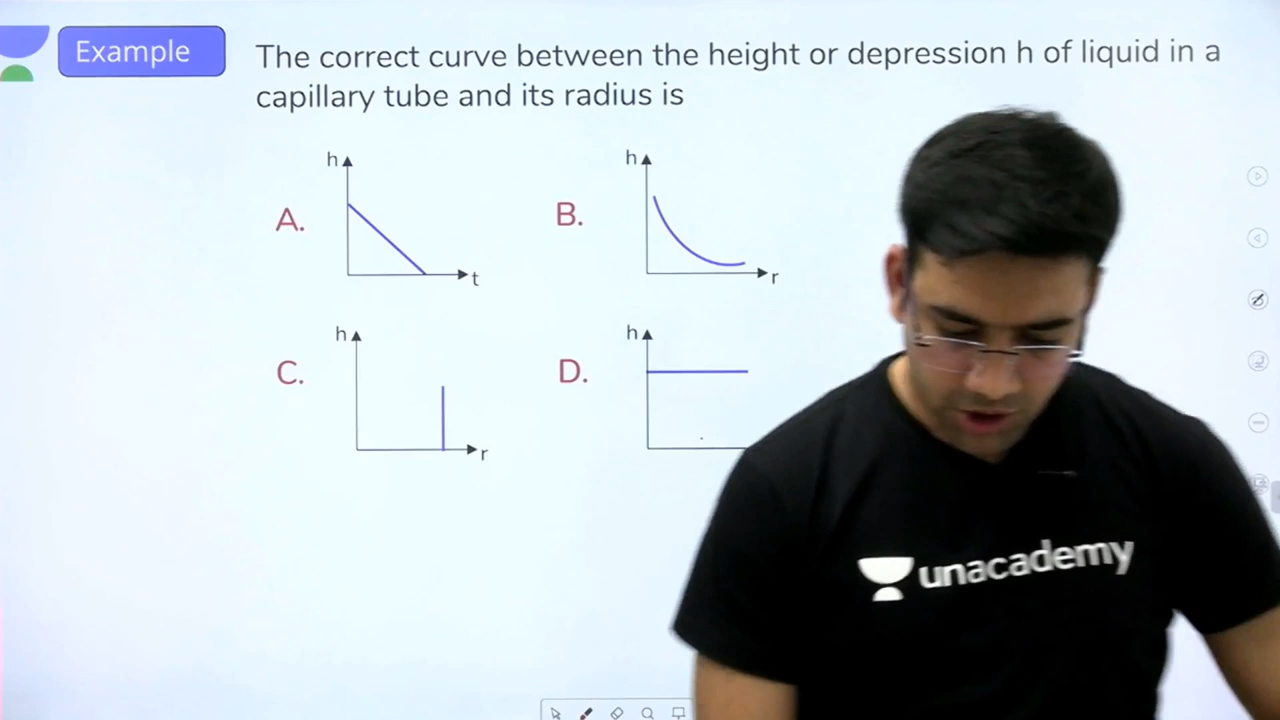 Example
The correct curve between the height or depression h of liquid in a
capillary tube and its radius is
h
A.
t
h
B.
r
h
C.
r
h
D.
unacademy